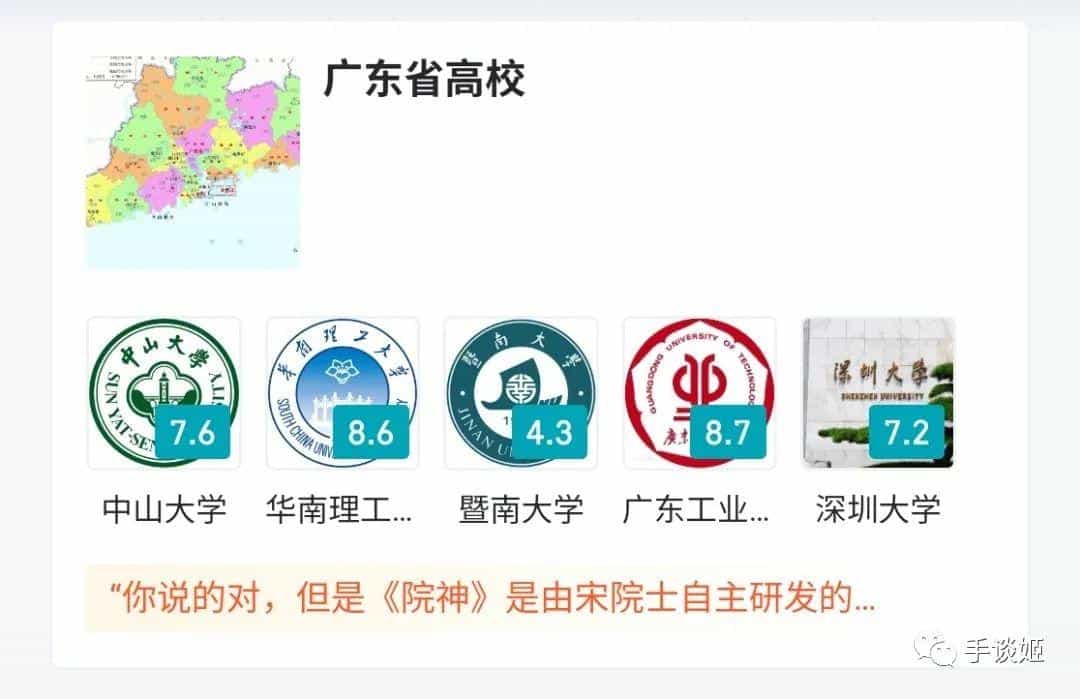 广东省高校
中山大学
SUN YAT-SEN
7.6
华南理工大学
SOUTH CHINA UNIV
8.6
暨南大学
JINAN U
4.3
GUANGDONG UNIVERSITY OF TECHNOLOGY
8.7
深圳大学
SHENZHEN UNIVERSITY
7.2
中山大学 华南理工... 暨南大学 广东工业... 深圳大学
“你说的对，但是《院神》是由宋院士自主研发的...
手谈姬